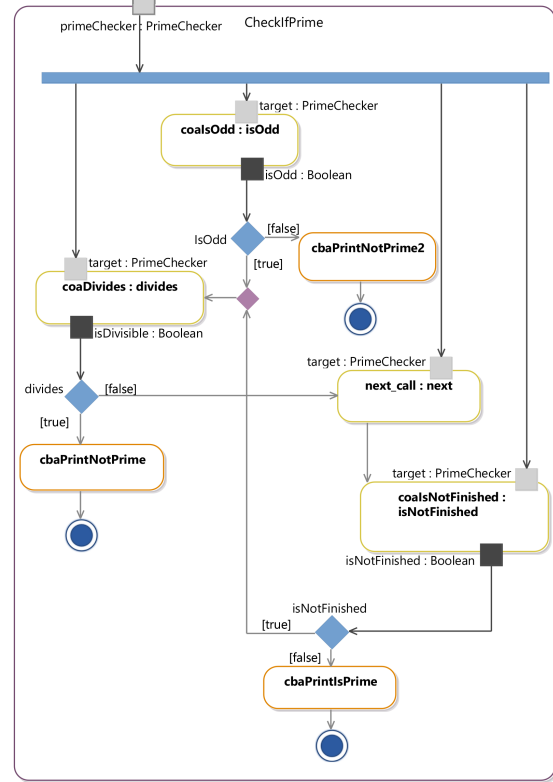 CheckIfPrime
primeChecker : PrimeChecker
target : PrimeChecker
coaIsOdd : isOdd
isOdd : Boolean
IsOdd
[false]
[true]
cbaPrintNotPrime2
target : PrimeChecker
coaDivides : divides
isDivisible : Boolean
divides
[false]
[true]
cbaPrintNotPrime
target : PrimeChecker
next_call : next
target : PrimeChecker
coaIsNotFinished :
isNotFinished
isNotFinished : Boolean
isNotFinished
[true]
[false]
cbaPrintIsPrime